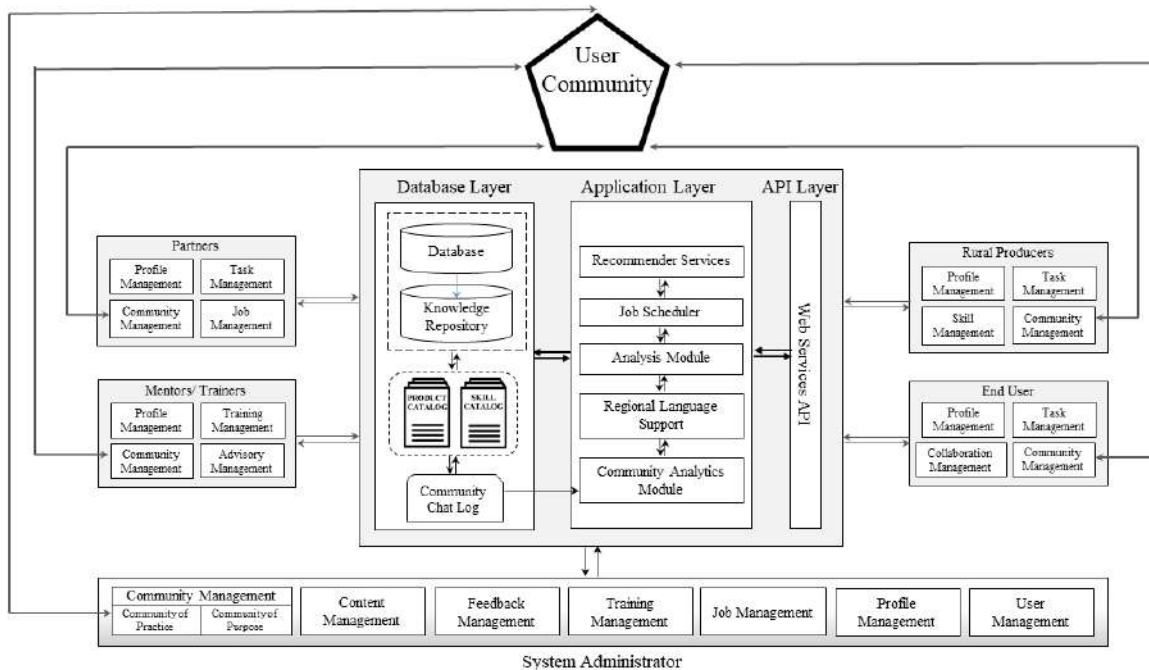 User
Community
Database Layer
Application Layer
API Layer
Database
Knowledge
Repository
PRODUCT
CATALOG
SKILL
CATALOG
Community
Chat Log
Recommender Services
Job Scheduler
Analysis Module
Regional Language
Support
Community Analytics
Module
Web Services API
Partners
Profile
Management
Task
Management
Community
Management
Job
Management
Mentors/ Trainers
Profile
Management
Training
Management
Community
Management
Advisory
Management
Rural Producers
Profile
Management
Task
Management
Skill
Management
Community
Management
End User
Profile
Management
Task
Management
Collaboration
Management
Community
Management
Community Management
Community of
Practice
Community of
Purpose
Content
Management
Feedback
Management
Training
Management
Job Management
Profile
Management
User
Management
System Administrator